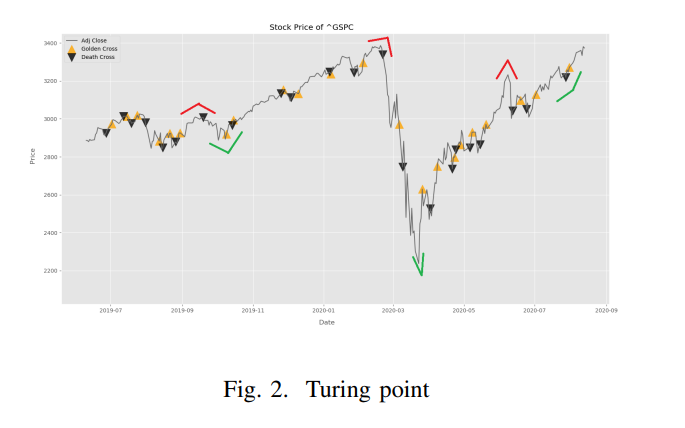 Stock Price of ^GSPC
Adj Close
Golden Cross
Death Cross
3400
3200
3000
2800
2600
2400
2200
Price
2019-07 2019-09 2019-11 2020-01 2020-03 2020-05 2020-07 2020-09
Date
Fig. 2. Turing point